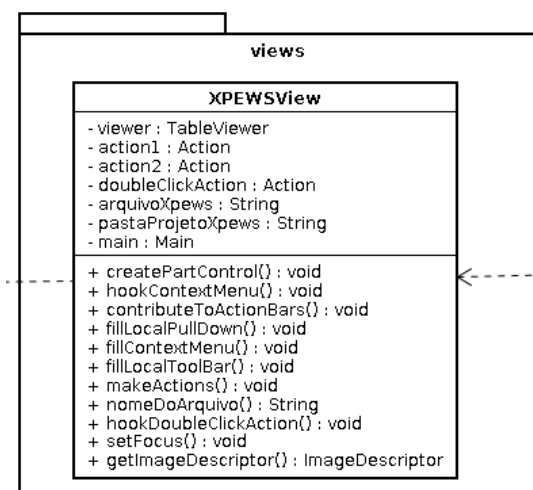 views
XPEWSView
- viewer : TableViewer
- action1 : Action
- action2 : Action
- doubleClickAction : Action
- arquivoXpews : String
- pastaProjetoXpews : String
- main : Main
+ createPartControl() : void
+ hookContextMenu() : void
+ contributeToActionBars() : void
+ fillLocalPullDown() : void
+ fillContextMenu() : void
+ fillLocalToolBar() : void
+ makeActions() : void
+ nomeDoArquivo() : String
+ hookDoubleClickAction() : void
+ setFocus() : void
+ getImageDescriptor() : ImageDescriptor